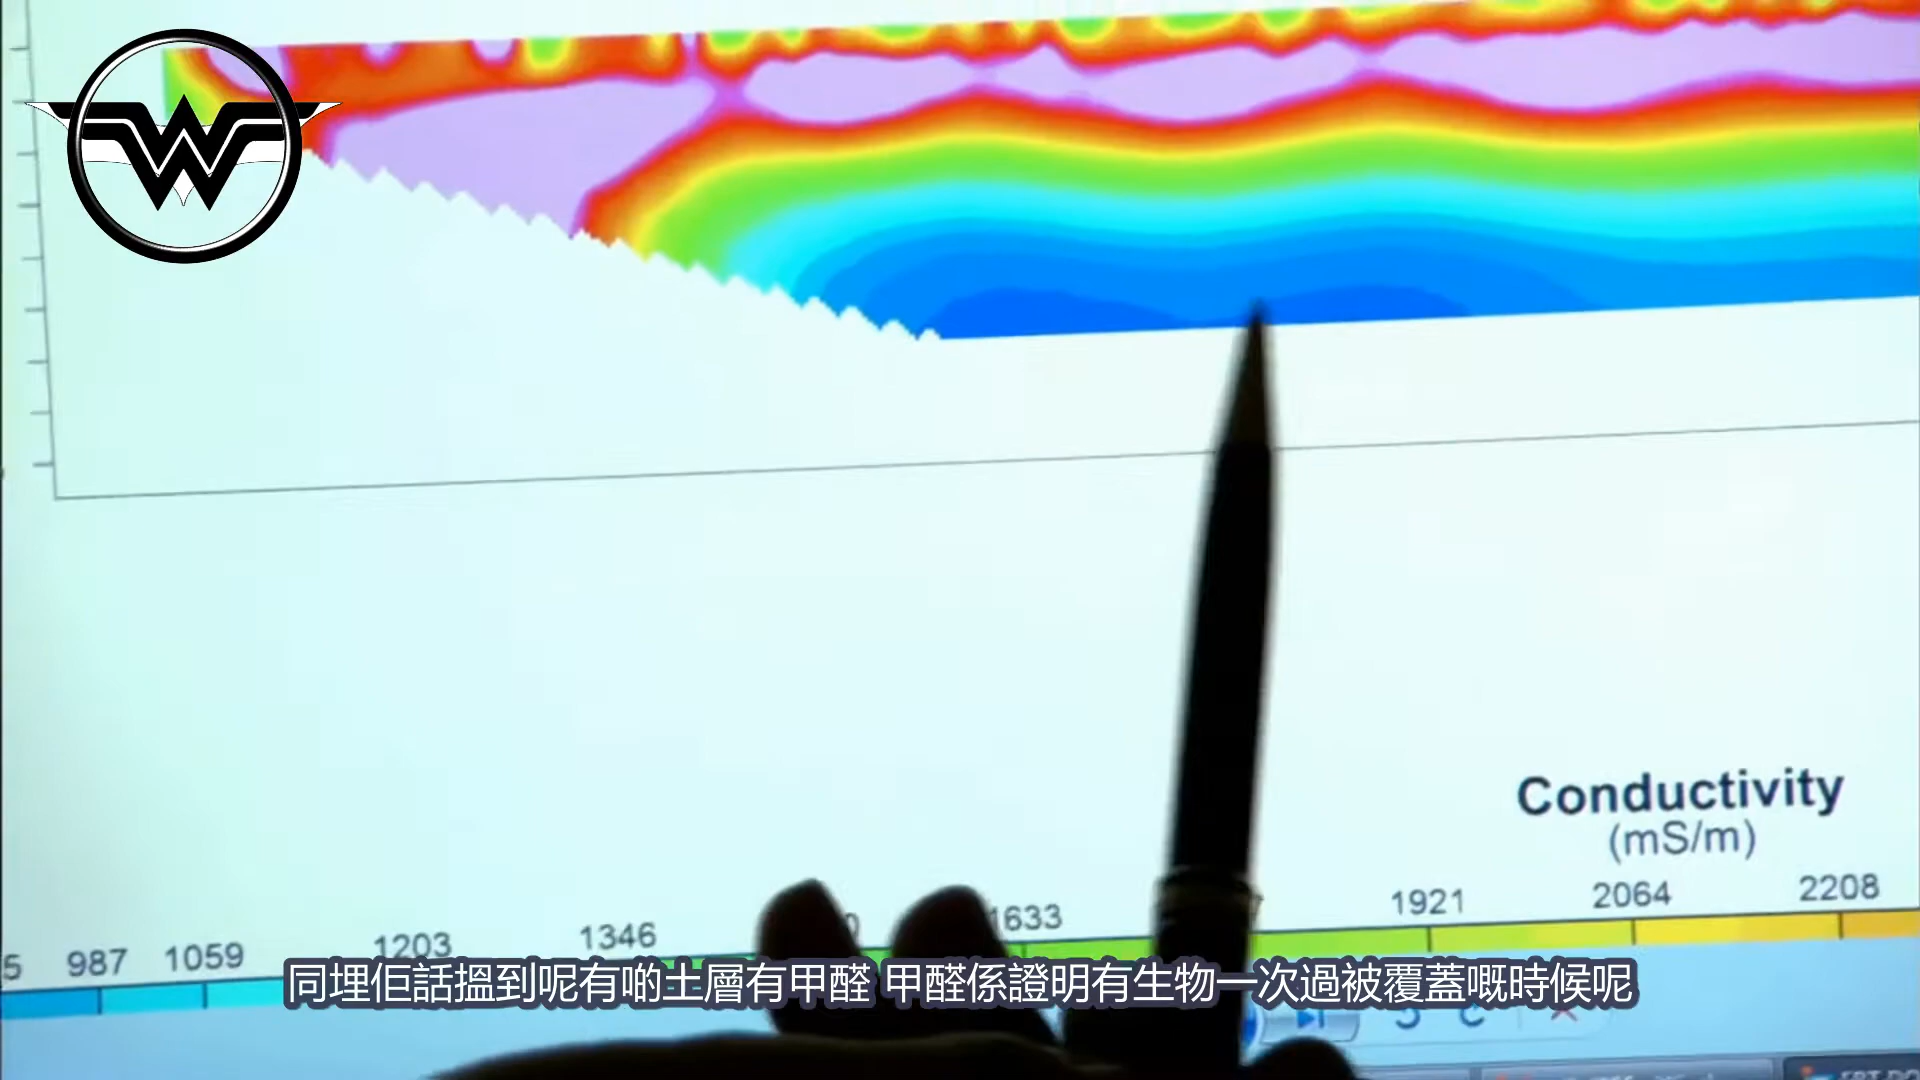 Conductivity
(mS/m)
987 1059 1203 1346 1633 1921 2064 2208
同埋佢話搵到呢有啲土層有甲醛 甲醛係證明有生物一次過被覆蓋嘅時候呢